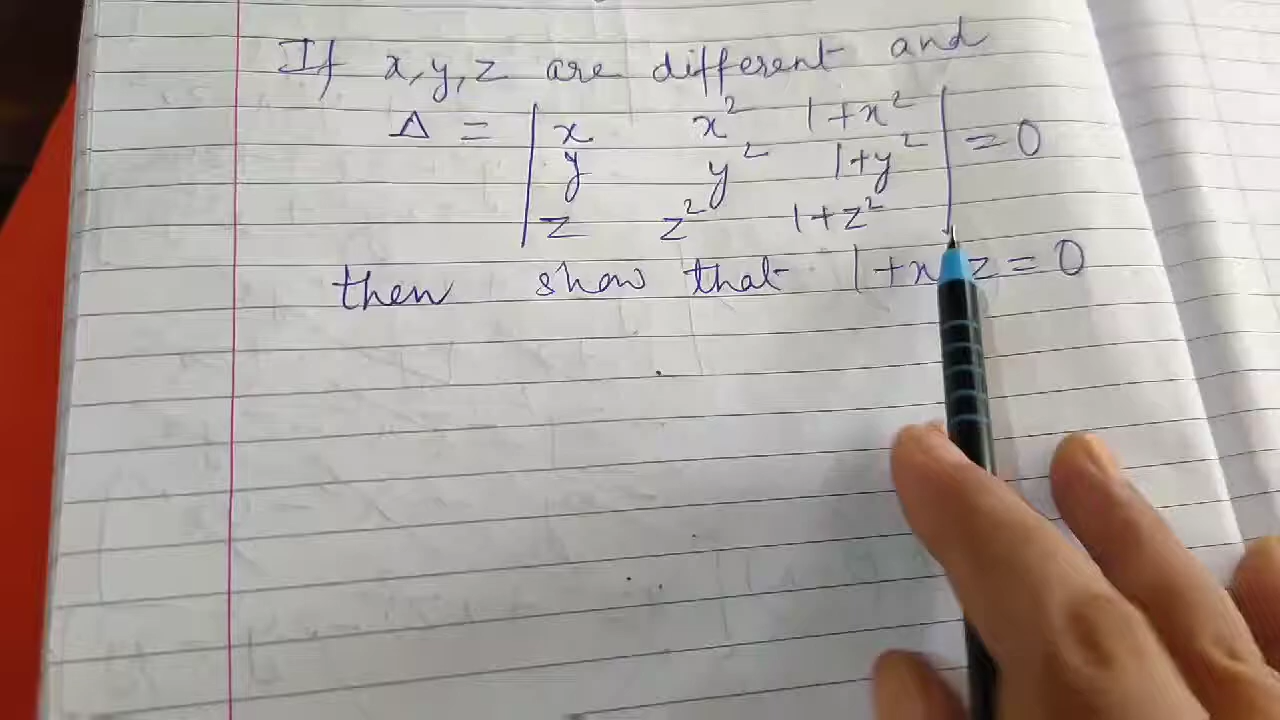 If x, y, z are different and
Δ = | x x² 1+x² |
| y y² 1+y² | = 0
| z z² 1+z² |
then show that 1+x z = 0